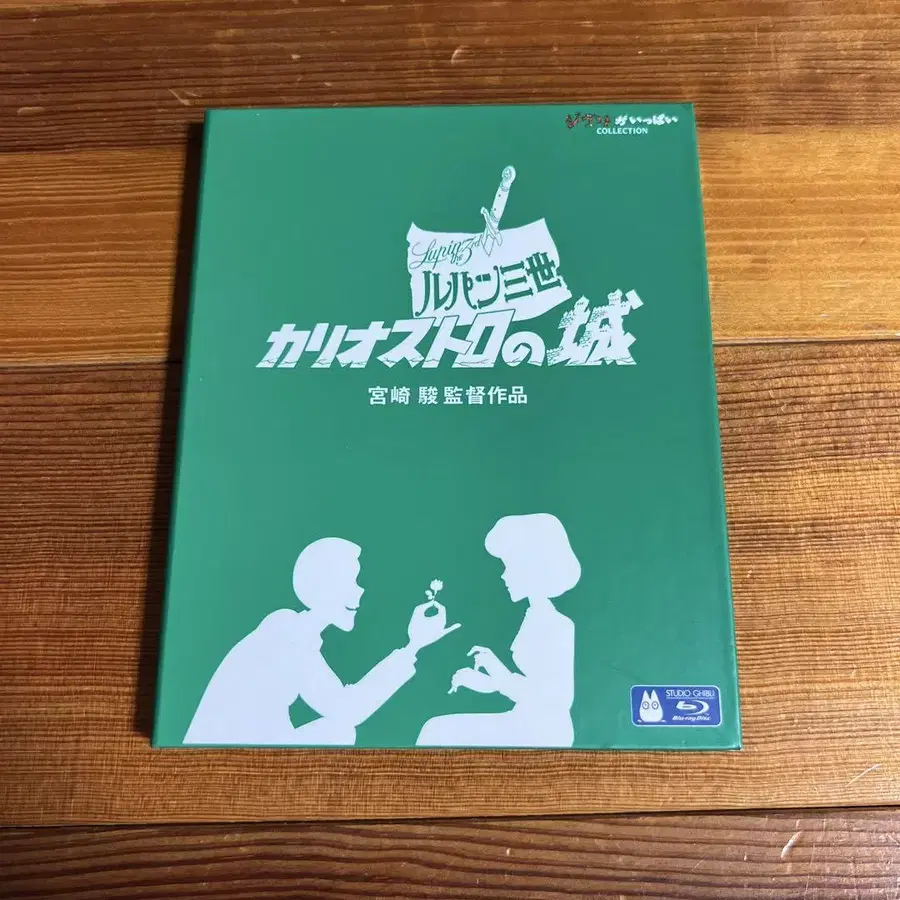 ジブリがいっぱい
COLLECTION
Lupin the 3rd
ルパン三世
カリオストロの城
宮崎 駿 監督作品
STUDIO GHIBLI
Blu-ray Disc